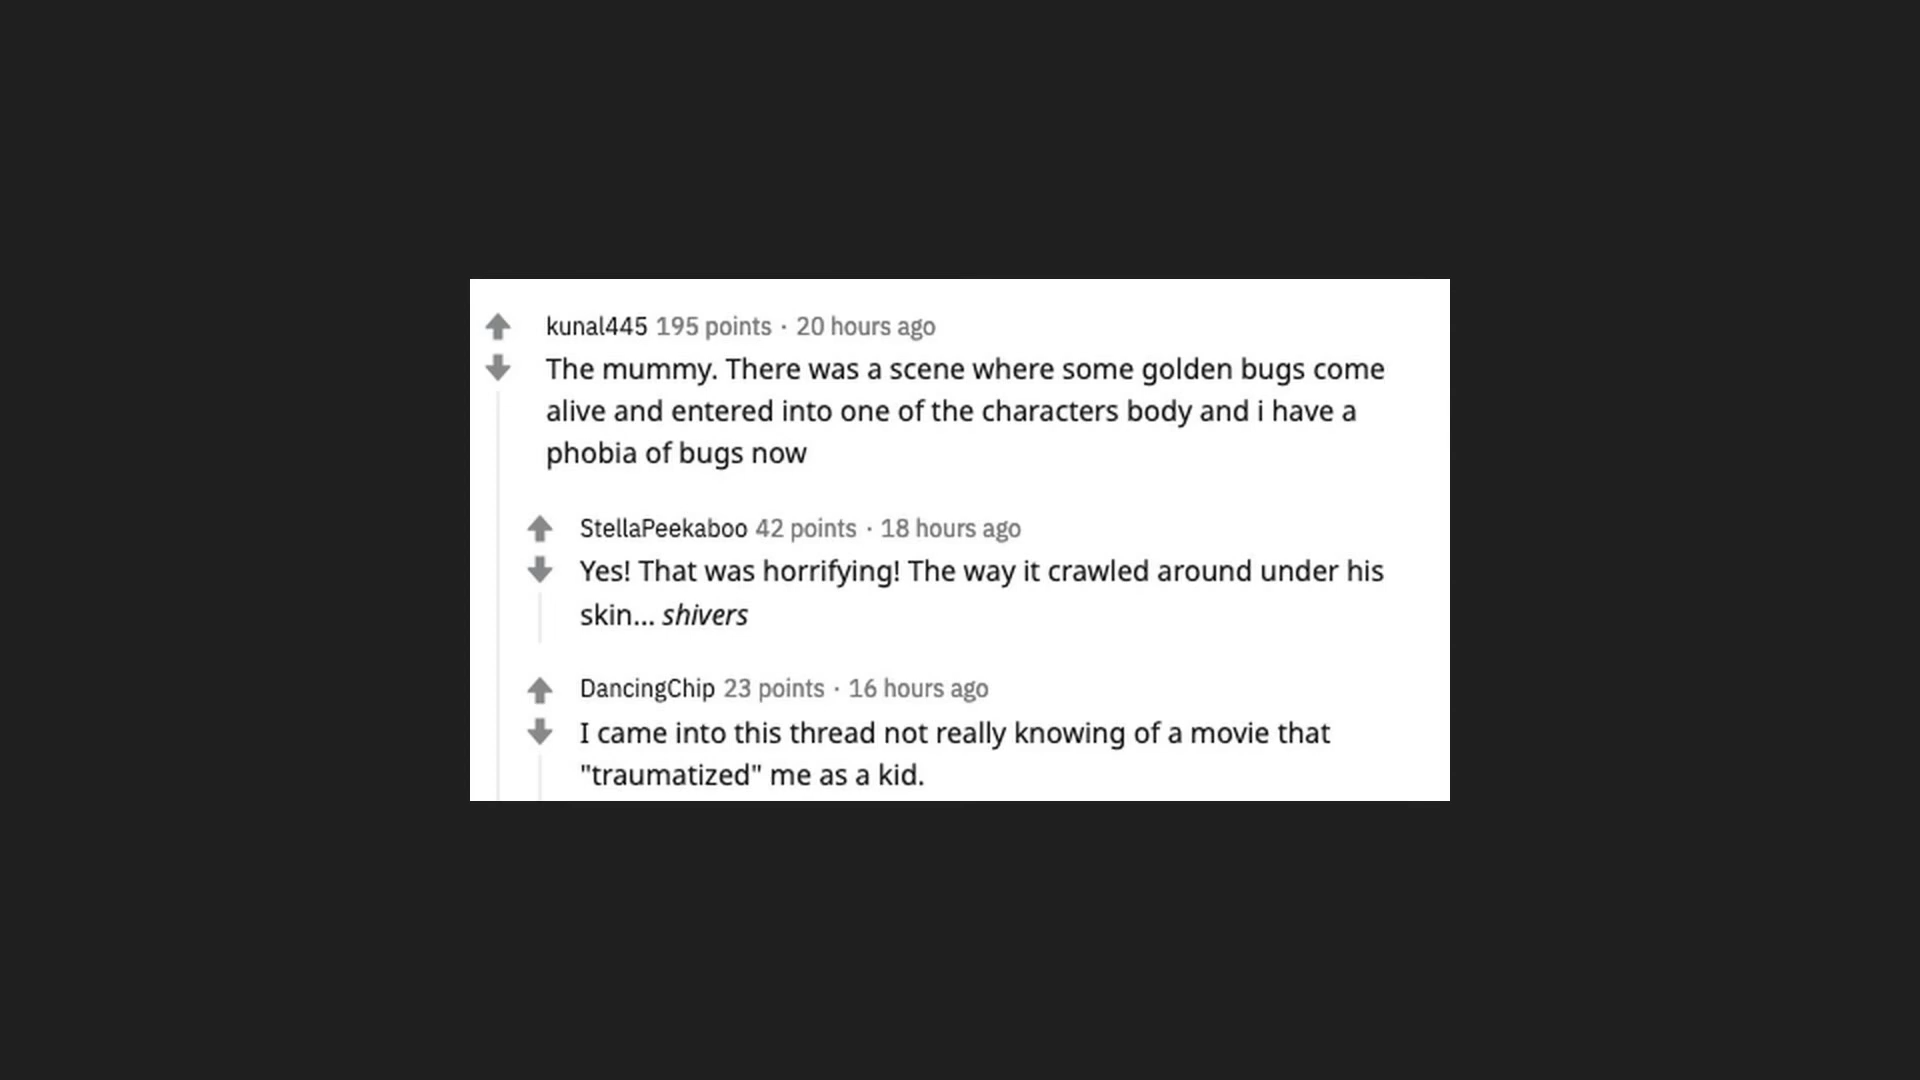 kunal445 195 points · 20 hours ago
The mummy. There was a scene where some golden bugs come
alive and entered into one of the characters body and i have a
phobia of bugs now
StellaPeekaboo 42 points · 18 hours ago
Yes! That was horrifying! The way it crawled around under his
skin... shivers
DancingChip 23 points · 16 hours ago
I came into this thread not really knowing of a movie that
"traumatized" me as a kid.